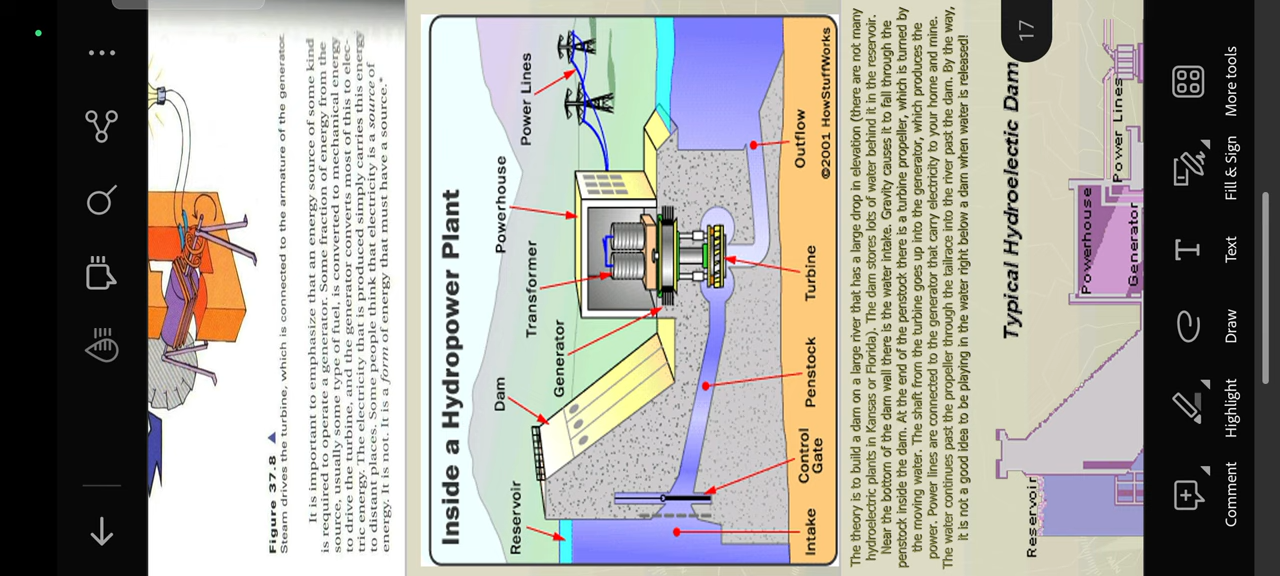 Figure 37.8
Steam drives the turbine, which is connected to the armature of the generator.
It is important to emphasize that an energy source of some kind
is required to operate a generator. Some fraction of energy from the
source, usually some type of fuel, is converted to mechanical energy
to drive the turbine, and the generator converts most of this to elec-
tric energy. The electricity that is produced simply carries this energy
to distant places. Some people think that electricity is a source of
energy. It is not. It is a form of energy that must have a source.*
Inside a Hydropower Plant
Reservoir
Dam
Generator
Transformer
Powerhouse
Power Lines
Intake
Control
Gate
Penstock
Turbine
Outflow
©2001 HowStuffWorks
The theory is to build a dam on a large river that has a large drop in elevation (there are not many
hydroelectric plants in Kansas or Florida). The dam stores lots of water behind it in the reservoir.
Near the bottom of the dam wall there is the water intake. Gravity causes it to fall through the
penstock inside the dam. At the end of the penstock there is a turbine propeller, which is turned by
the moving water. The shaft from the turbine goes up into the generator, which produces the
power. Power lines are connected to the generator that carry electricity to your home and mine.
The water continues past the propeller through the tailrace into the river past the dam. By the way,
it is not a good idea to be playing in the water right below a dam when water is released!
17
Typical Hydroelectic Dam
Reservoir
Powerhouse
Generator
Power Lines
Comment
Highlight
Draw
Text
Fill & Sign
More tools